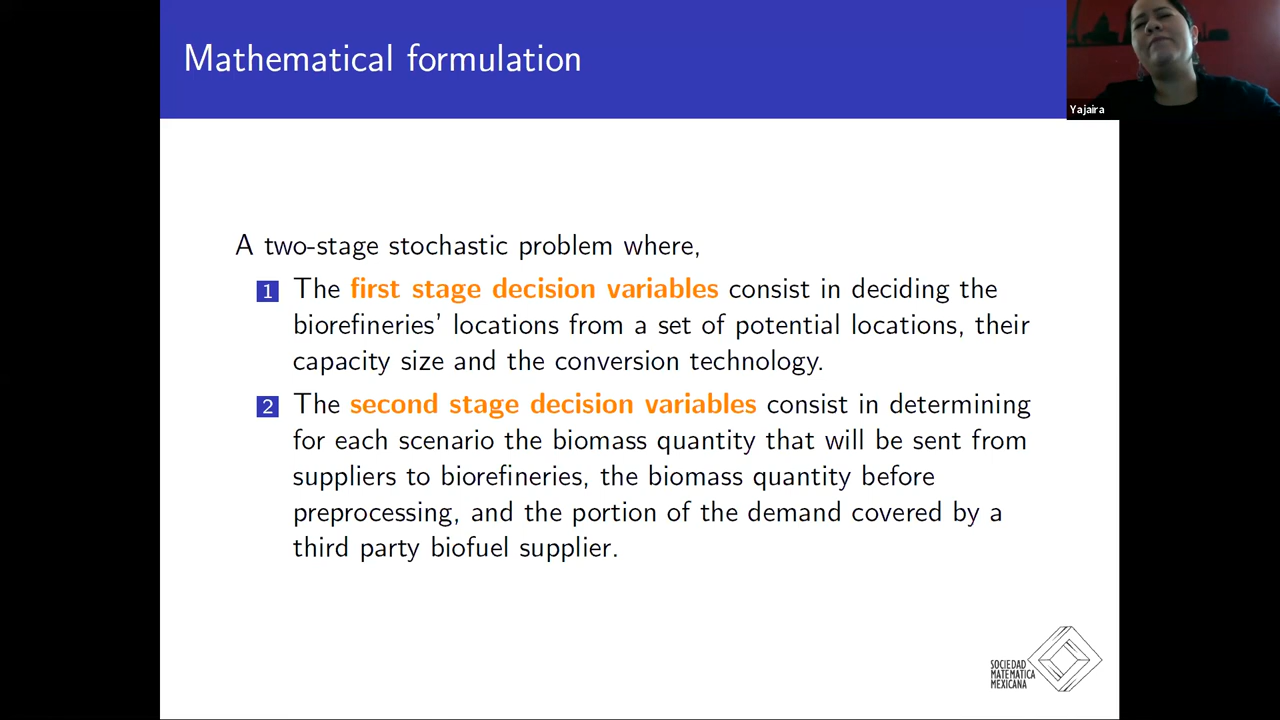 Mathematical formulation
Yajaira
A two-stage stochastic problem where,
1 The first stage decision variables consist in deciding the
biorefineries' locations from a set of potential locations, their
capacity size and the conversion technology.
2 The second stage decision variables consist in determining
for each scenario the biomass quantity that will be sent from
suppliers to biorefineries, the biomass quantity before
preprocessing, and the portion of the demand covered by a
third party biofuel supplier.
SOCIEDAD
MATEMATICA
MEXICANA